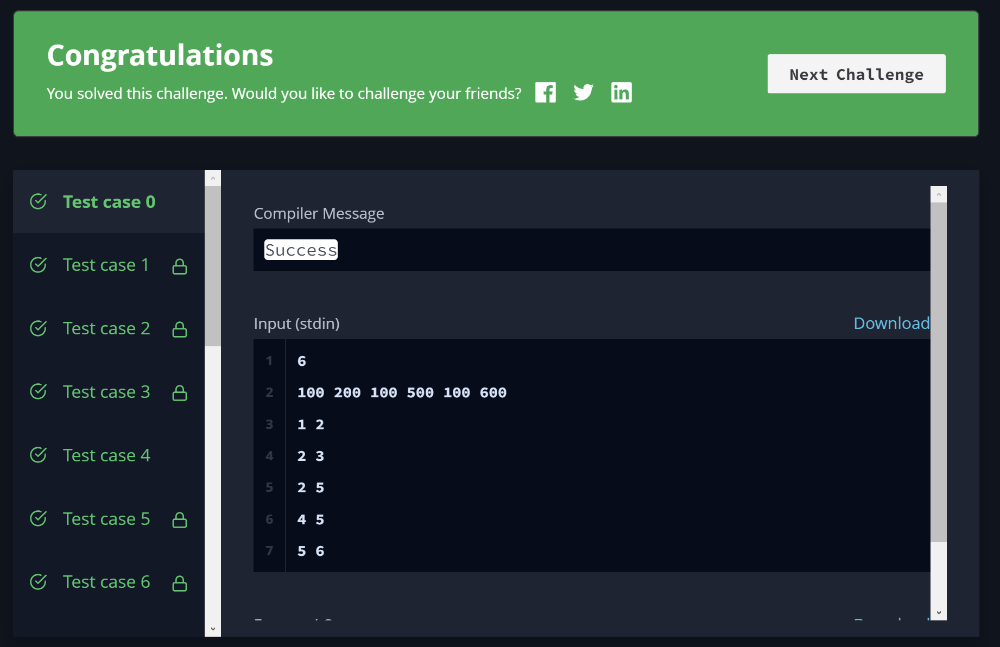 Congratulations
You solved this challenge. Would you like to challenge your friends?
Next Challenge
Test case 0
Test case 1
Test case 2
Test case 3
Test case 4
Test case 5
Test case 6
Compiler Message
Success
Input (stdin)
Download
1 6
2 100 200 100 500 100 600
3 1 2
4 2 3
5 2 5
6 4 5
7 5 6